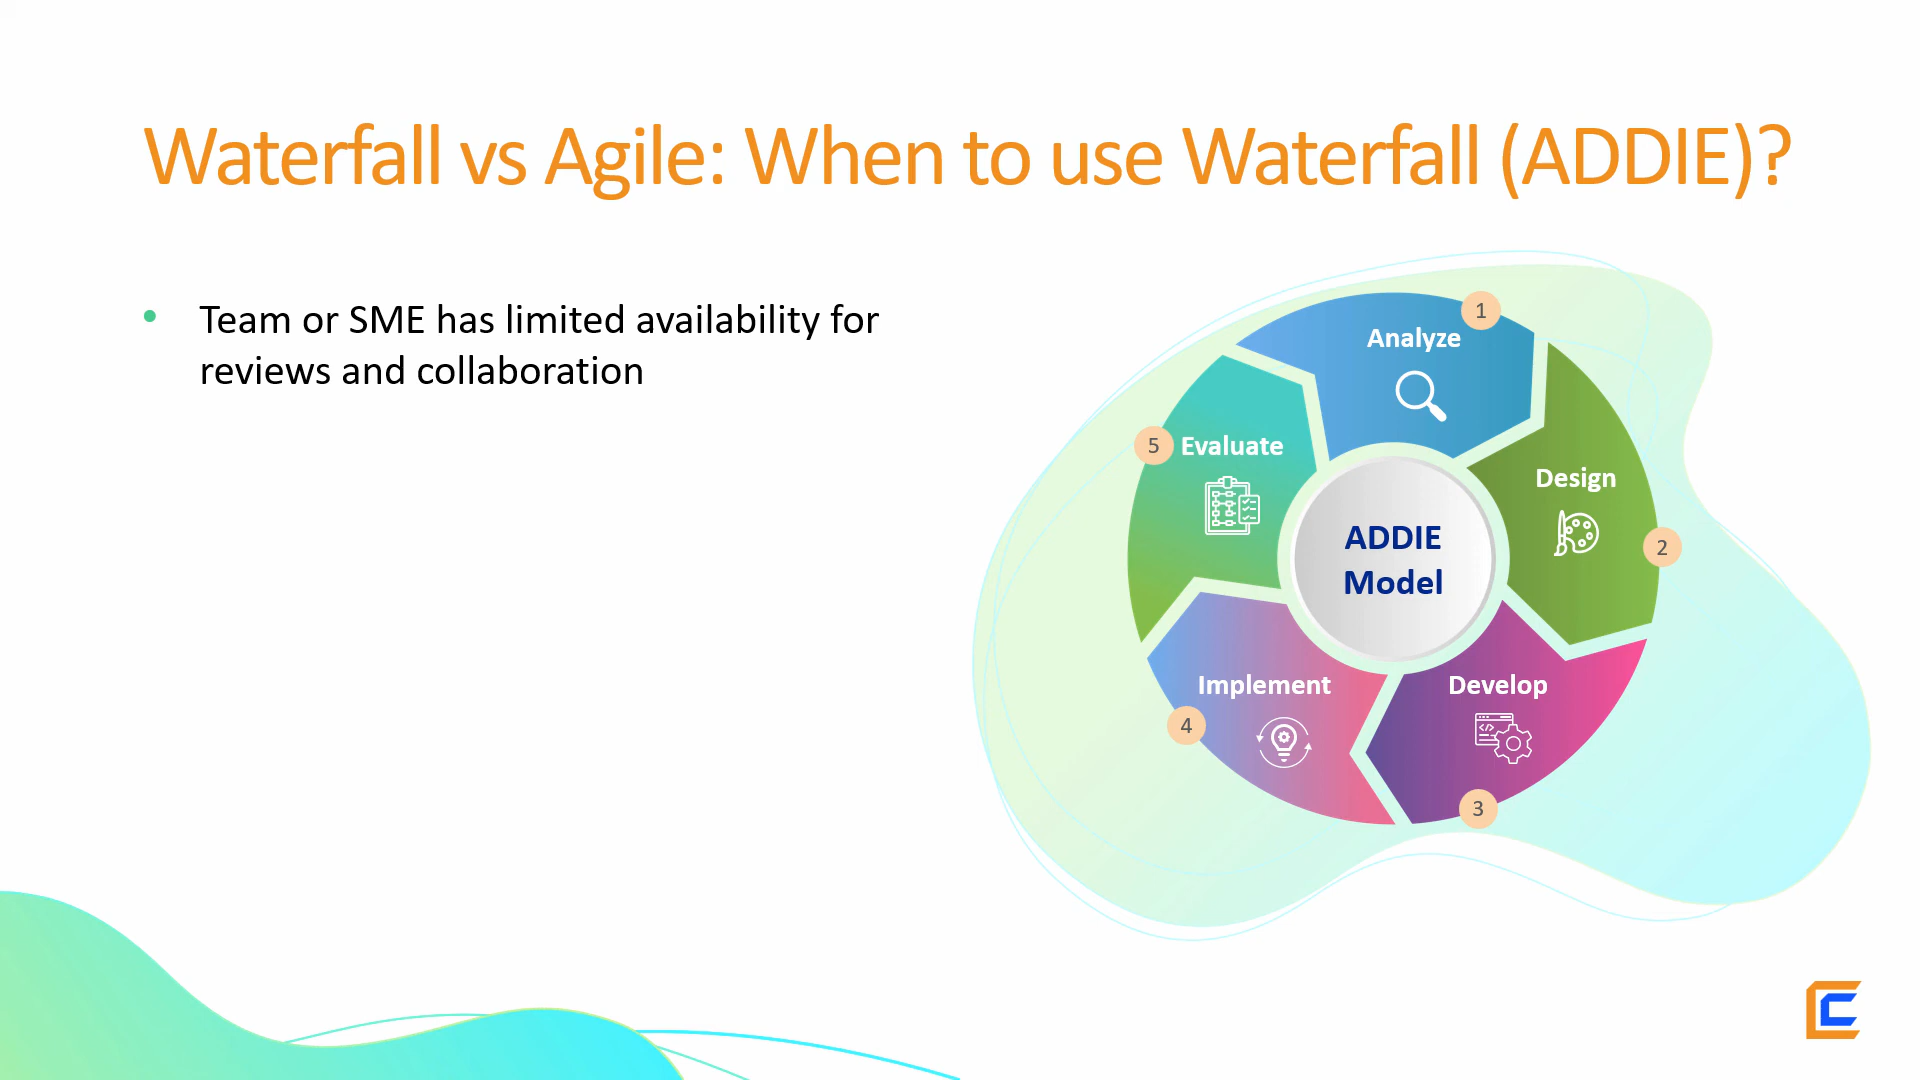 Waterfall vs Agile: When to use Waterfall (ADDIE)?
• Team or SME has limited availability for
reviews and collaboration
1
Analyze
Design
2
Develop
3
Implement
4
5
Evaluate
ADDIE
Model